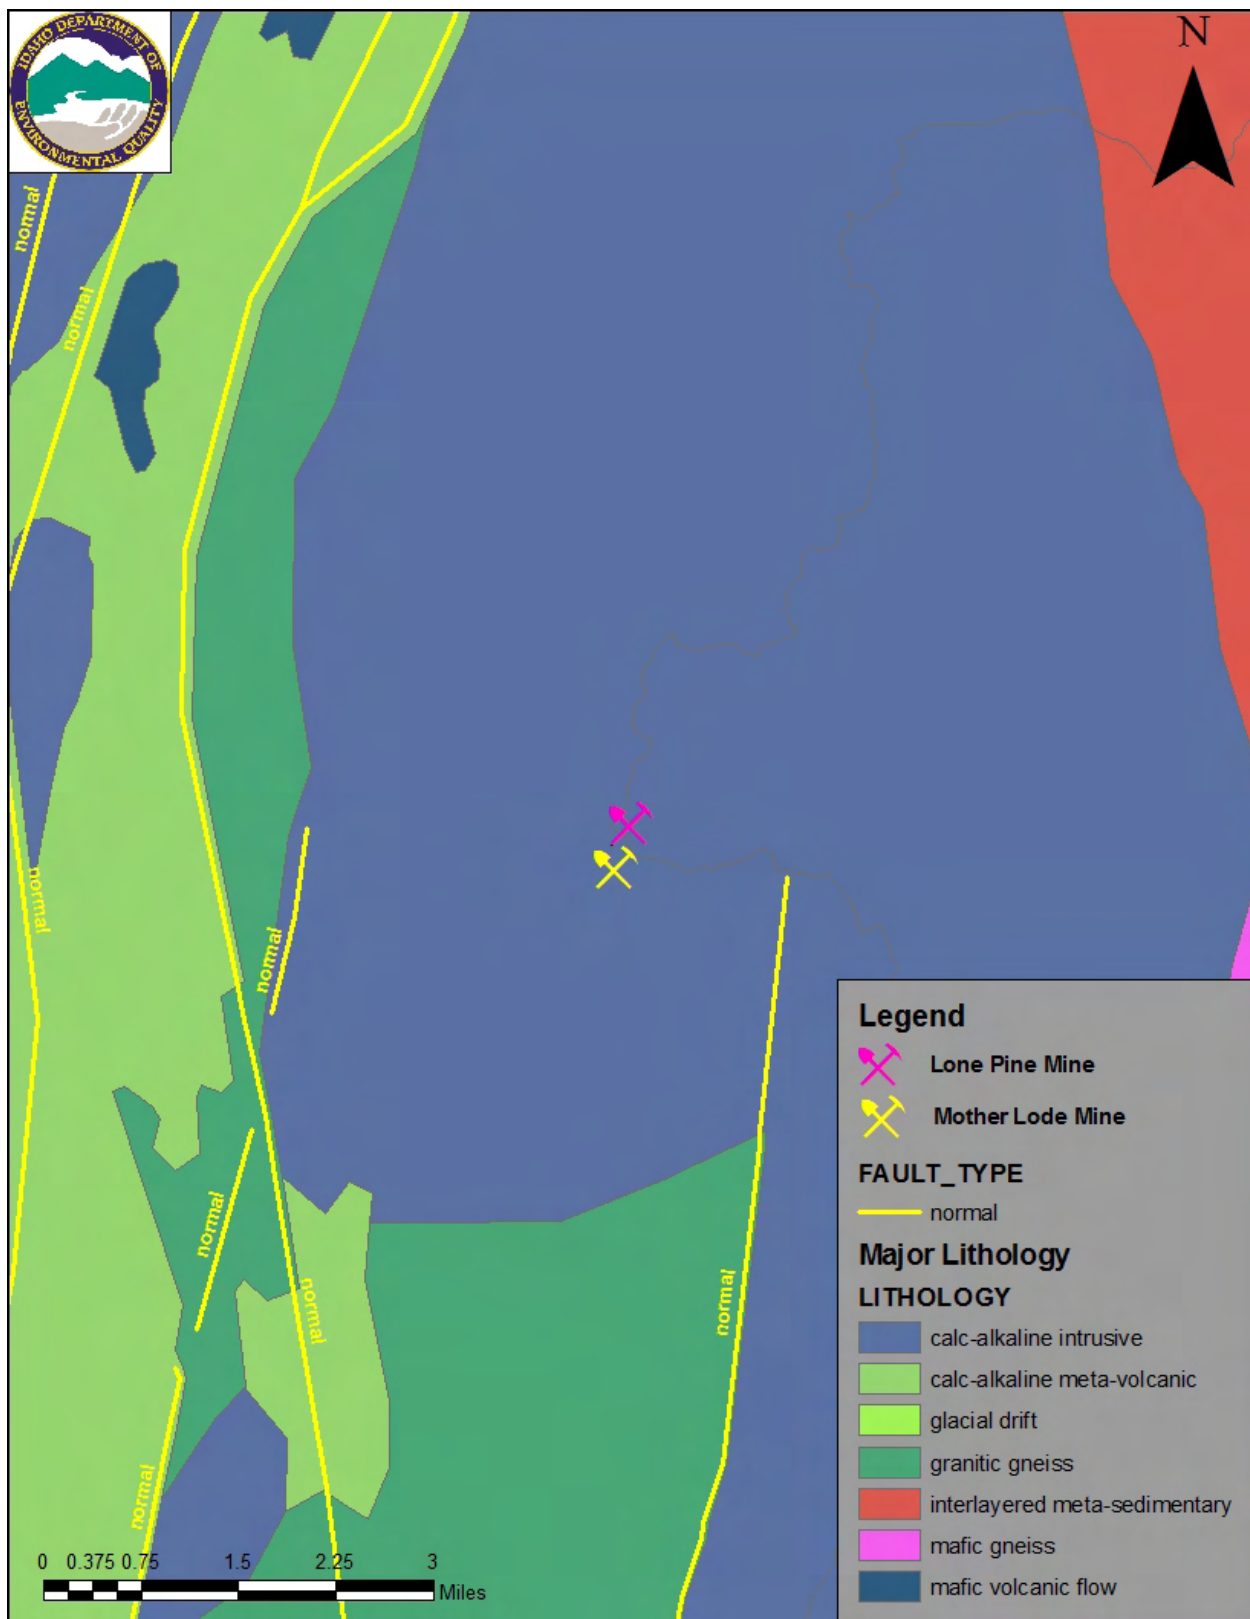 IDAHO DEPARTMENT OF
ENVIRONMENTAL QUALITY
N
normal
normal
normal
normal
normal
normal
normal
normal
Legend
Lone Pine Mine
Mother Lode Mine
FAULT_TYPE
normal
Major Lithology
LITHOLOGY
calc-alkaline intrusive
calc-alkaline meta-volcanic
glacial drift
granitic gneiss
interlayered meta-sedimentary
mafic gneiss
mafic volcanic flow
0 0.375 0.75 1.5 2.25 3
Miles